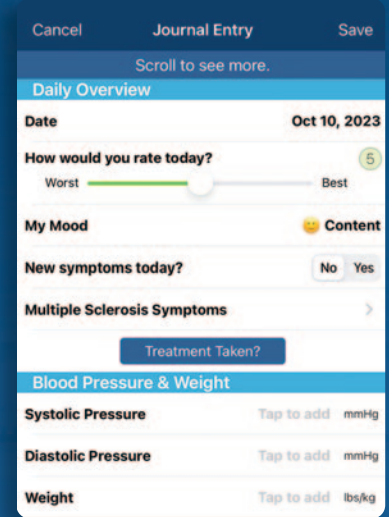 Cancel Journal Entry Save
Scroll to see more.
Daily Overview
Date Oct 10, 2023
How would you rate today? 5
Worst Best
My Mood Content
New symptoms today? No Yes
Multiple Sclerosis Symptoms
Treatment Taken?
Blood Pressure & Weight
Systolic Pressure Tap to add mmHg
Diastolic Pressure Tap to add mmHg
Weight Tap to add lbs/kg